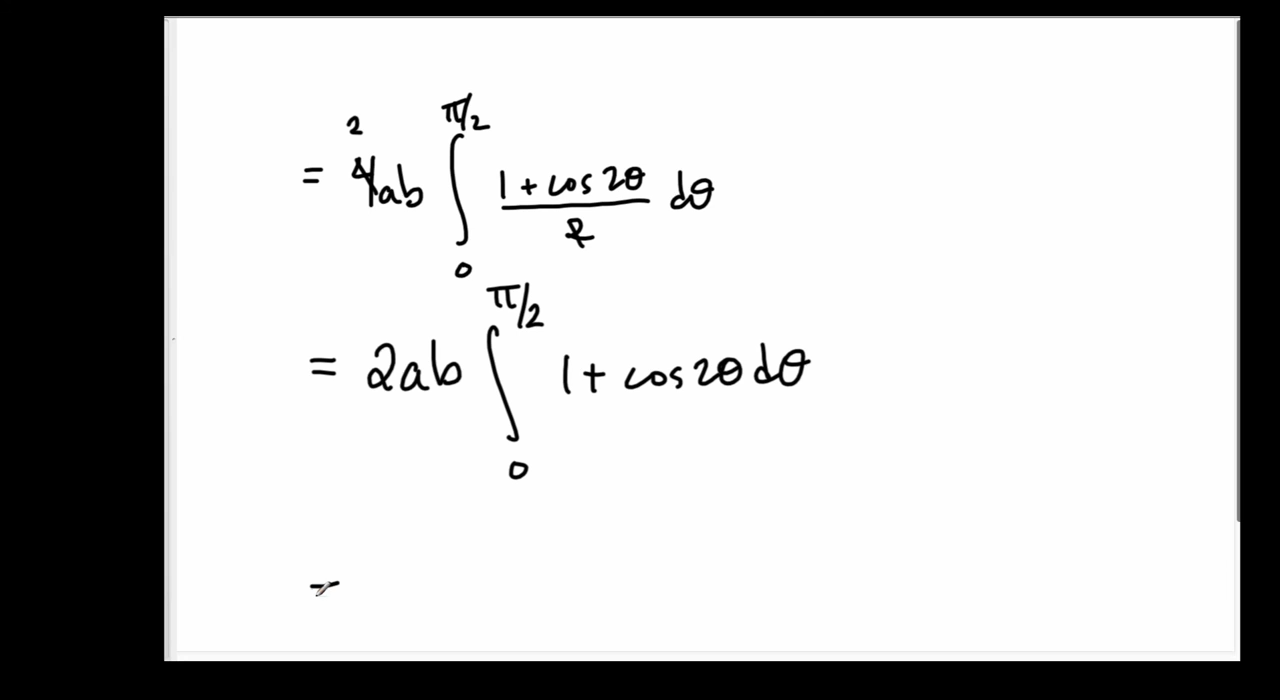 = 4ab ∫₀^{π/2} (1 + cos 2θ)/2 dθ
2
= 2ab ∫₀^{π/2} 1 + cos 2θ dθ